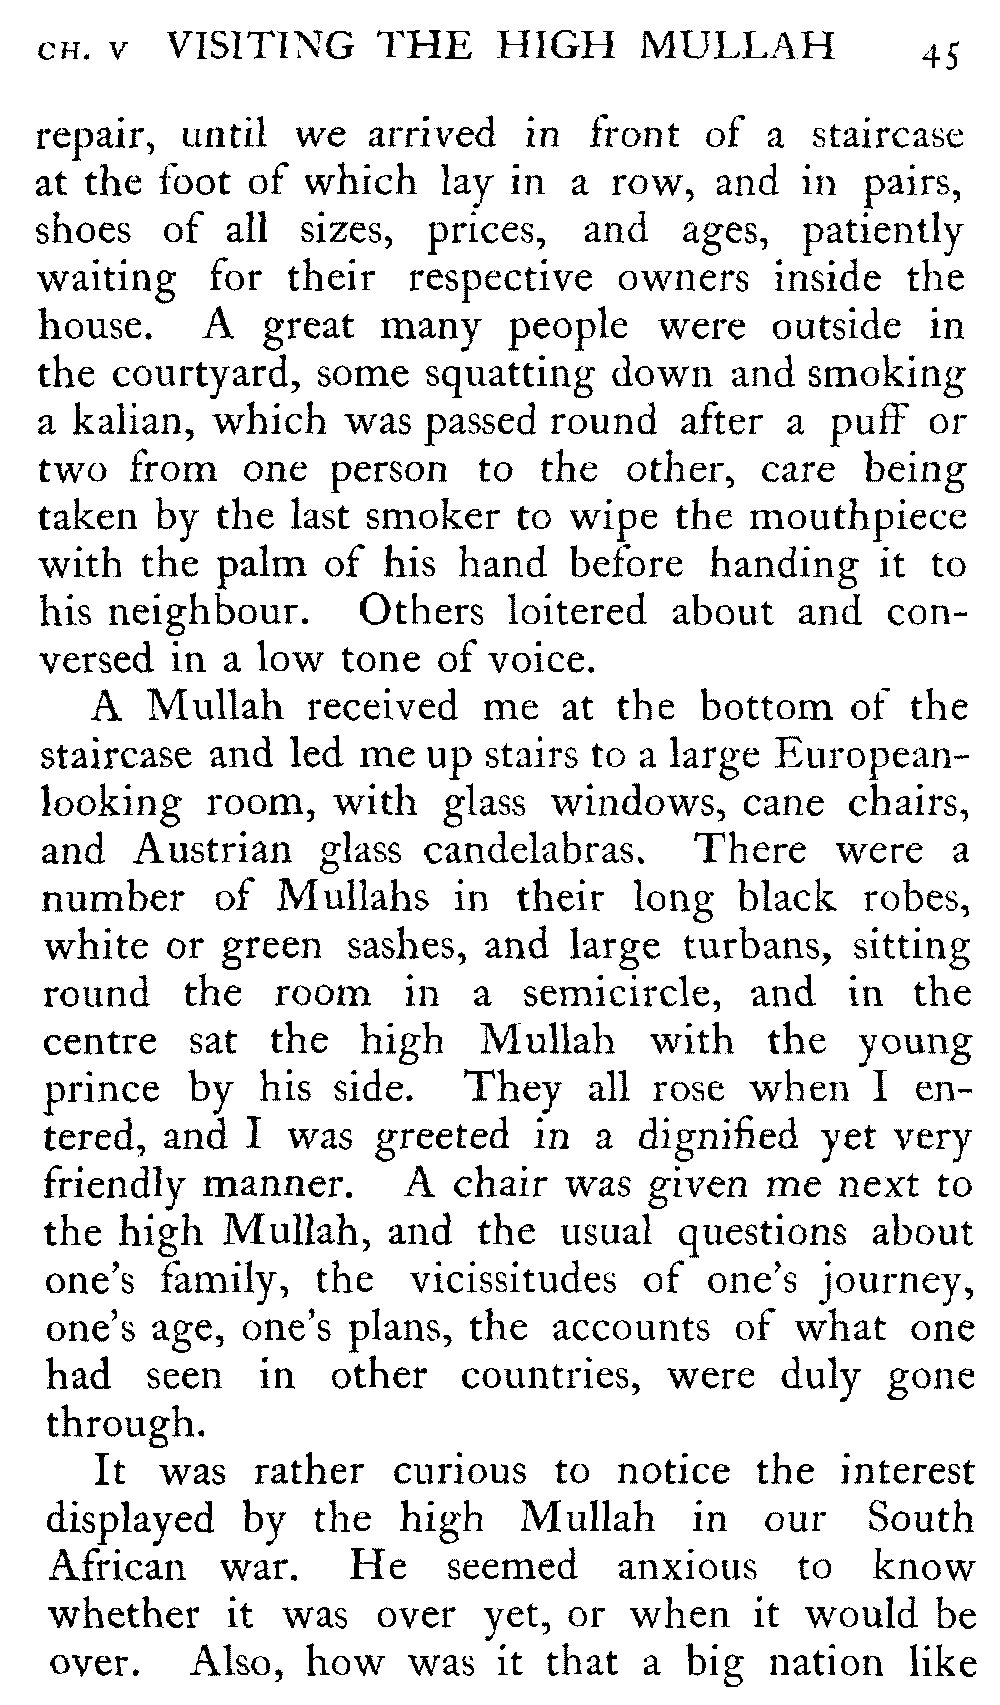 CH. V VISITING THE HIGH MULLAH 45
repair, until we arrived in front of a staircase
at the foot of which lay in a row, and in pairs,
shoes of all sizes, prices, and ages, patiently
waiting for their respective owners inside the
house. A great many people were outside in
the courtyard, some squatting down and smoking
a kalian, which was passed round after a puff or
two from one person to the other, care being
taken by the last smoker to wipe the mouthpiece
with the palm of his hand before handing it to
his neighbour. Others loitered about and con-
versed in a low tone of voice.
A Mullah received me at the bottom of the
staircase and led me up stairs to a large European-
looking room, with glass windows, cane chairs,
and Austrian glass candelabras. There were a
number of Mullahs in their long black robes,
white or green sashes, and large turbans, sitting
round the room in a semicircle, and in the
centre sat the high Mullah with the young
prince by his side. They all rose when I en-
tered, and I was greeted in a dignified yet very
friendly manner. A chair was given me next to
the high Mullah, and the usual questions about
one's family, the vicissitudes of one's journey,
one's age, one's plans, the accounts of what one
had seen in other countries, were duly gone
through.
It was rather curious to notice the interest
displayed by the high Mullah in our South
African war. He seemed anxious to know
whether it was over yet, or when it would be
over. Also, how was it that a big nation like